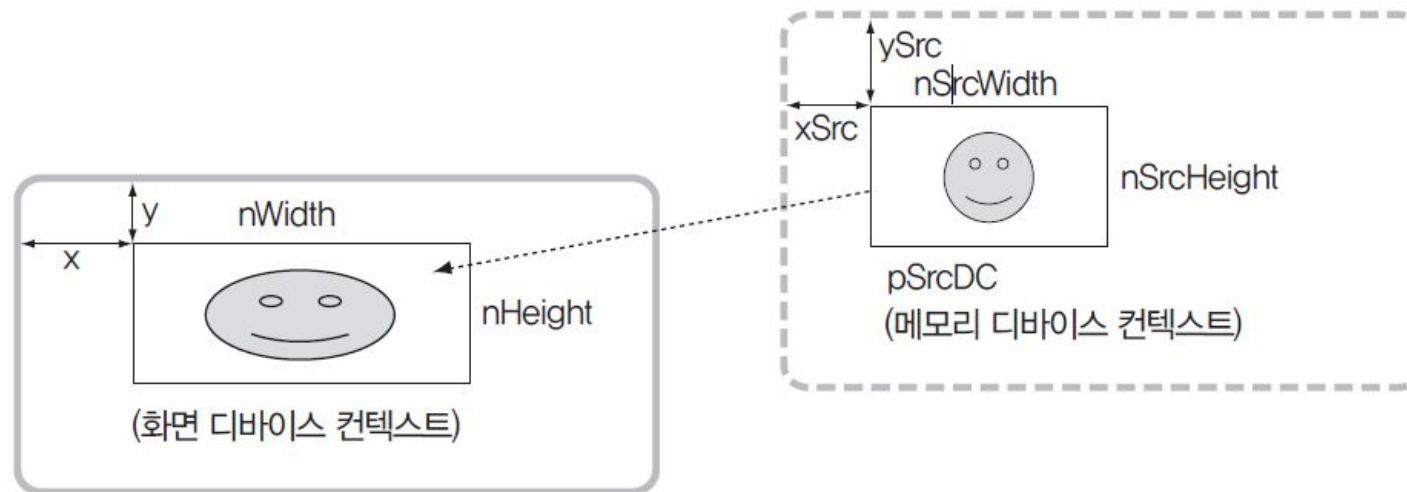 ySrc
nSrcWidth
xSrc
nSrcHeight
pSrcDC
(메모리 디바이스 컨텍스트)
y
nWidth
x
nHeight
(화면 디바이스 컨텍스트)